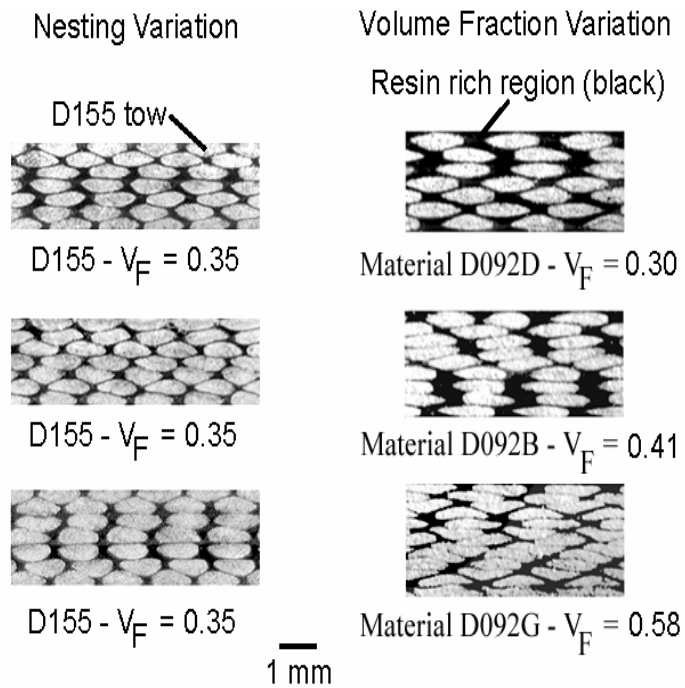 Nesting Variation
Volume Fraction Variation
D155 tow
Resin rich region (black)
D155 - VF = 0.35
Material D092D - VF = 0.30
D155 - VF = 0.35
Material D092B - VF = 0.41
D155 - VF = 0.35
Material D092G - VF = 0.58
1 mm